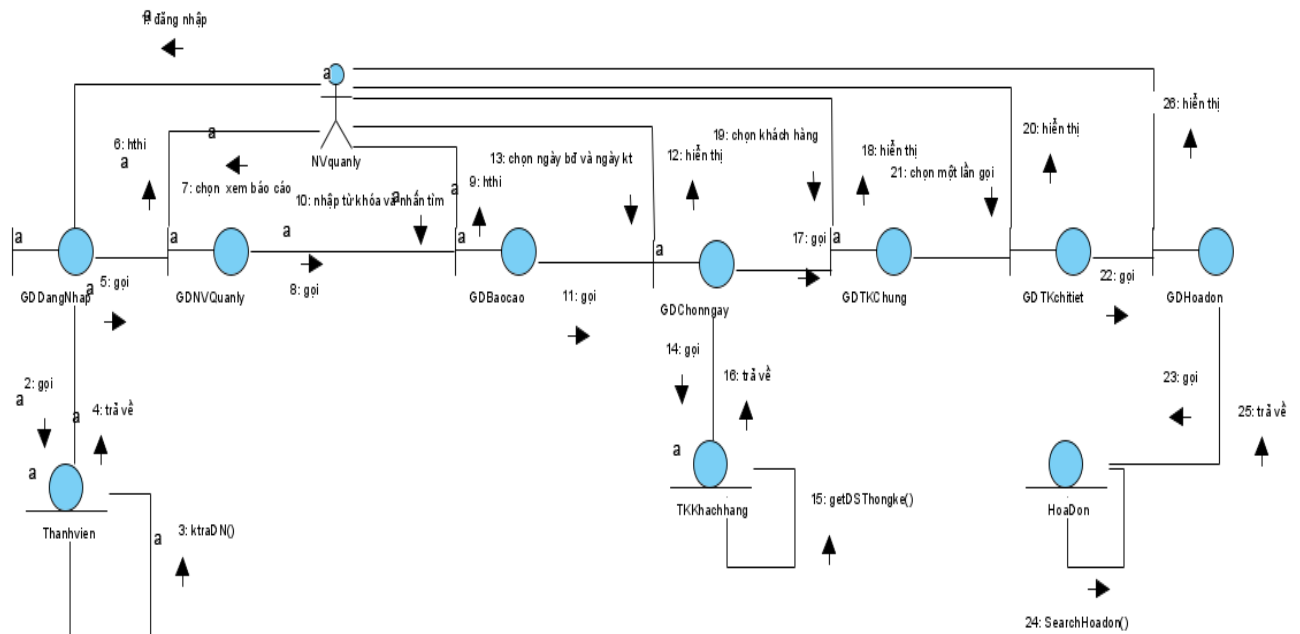 1: đăng nhập
a
a
a
6: hthi
a
a
NVquanly
7: chọn xem báo cáo
10: nhập từ khóa và nhấn tìm
a
a
13: chọn ngày bđ và ngày kt
9: hthi
12: hiển thị
19: chọn khách hàng
18: hiển thị
21: chọn một lần gọi
20: hiển thị
26: hiển thị
a
a
a
a
a
a
17: gọi
GDDangNhap
5: gọi
a
GDNVQuanly
8: gọi
GDBaocao
11: gọi
GDChonngay
GDTKChung
GDTKchitiet
22: gọi
GDHoadon
2: gọi
a
4: trả về
a
14: gọi
16: trả về
23: gọi
25: trả về
a
a
Thanhvien
3: ktraDN()
a
TKKhachhang
15: getDSThongke()
HoaDon
24: SearchHoadon()